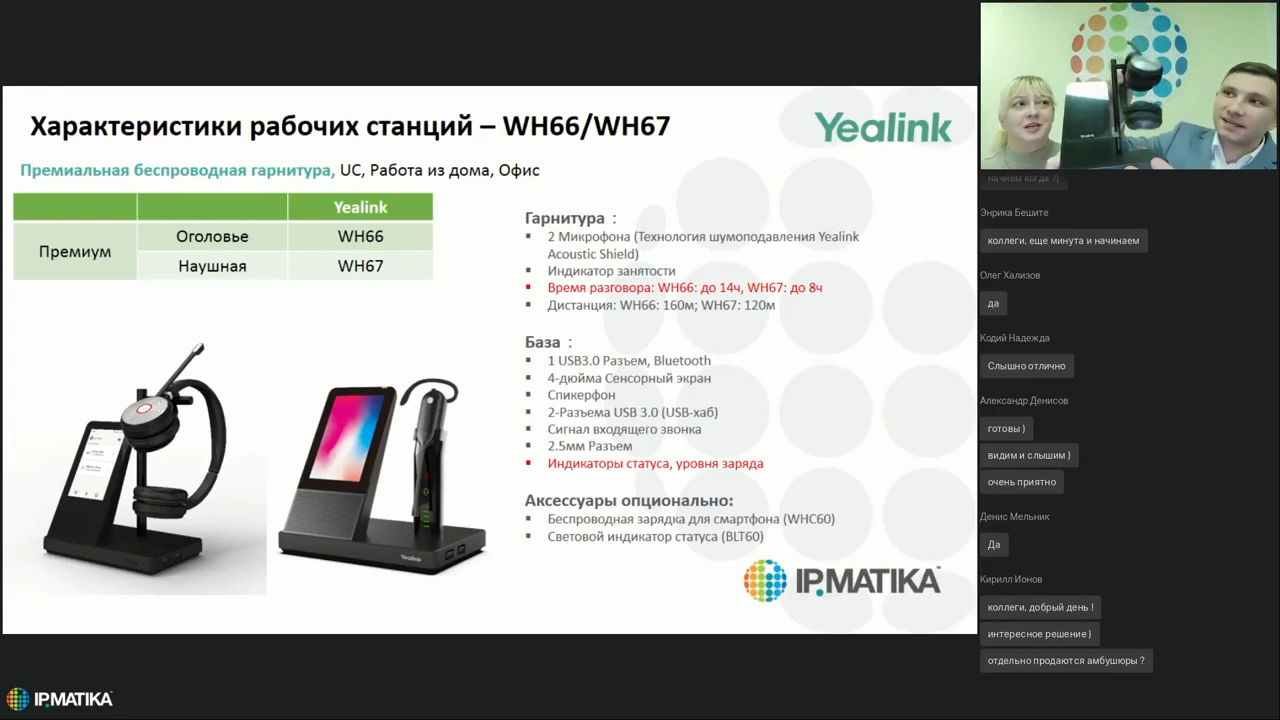 Характеристики рабочих станций – WH66/WH67
Yealink
Премиальная беспроводная гарнитура, UC, Работа из дома, Офис
Yealink
Премиум
Оголовье
WH66
Наушная
WH67
Гарнитура :
▪ 2 Микрофона (Технология шумоподавления Yealink
Acoustic Shield)
▪ Индикатор занятости
▪ Время разговора: WH66: до 14ч, WH67: до 8ч
▪ Дистанция: WH66: 160м; WH67: 120м
База :
▪ 1 USB3.0 Разъем, Bluetooth
▪ 4-дюйма Сенсорный экран
▪ Спикерфон
▪ 2-Разъема USB 3.0 (USB-хаб)
▪ Сигнал входящего звонка
▪ 2.5мм Разъем
▪ Индикаторы статуса, уровня заряда
Аксессуары опционально:
▪ Беспроводная зарядка для смартфона (WHC60)
▪ Световой индикатор статуса (BLT60)
Yealink
IPMATIKA
IPMATIKA
Yealink
начнем когда ?)
Энрика Бешите
коллеги, еще минута и начинаем
Олег Хализов
да
Кодий Надежда
Слышно отлично
Александр Денисов
готовы )
видим и слышим )
очень приятно
Денис Мельник
Да
Кирилл Ионов
коллеги, добрый день !
интересное решение )
отдельно продаются амбушюры ?